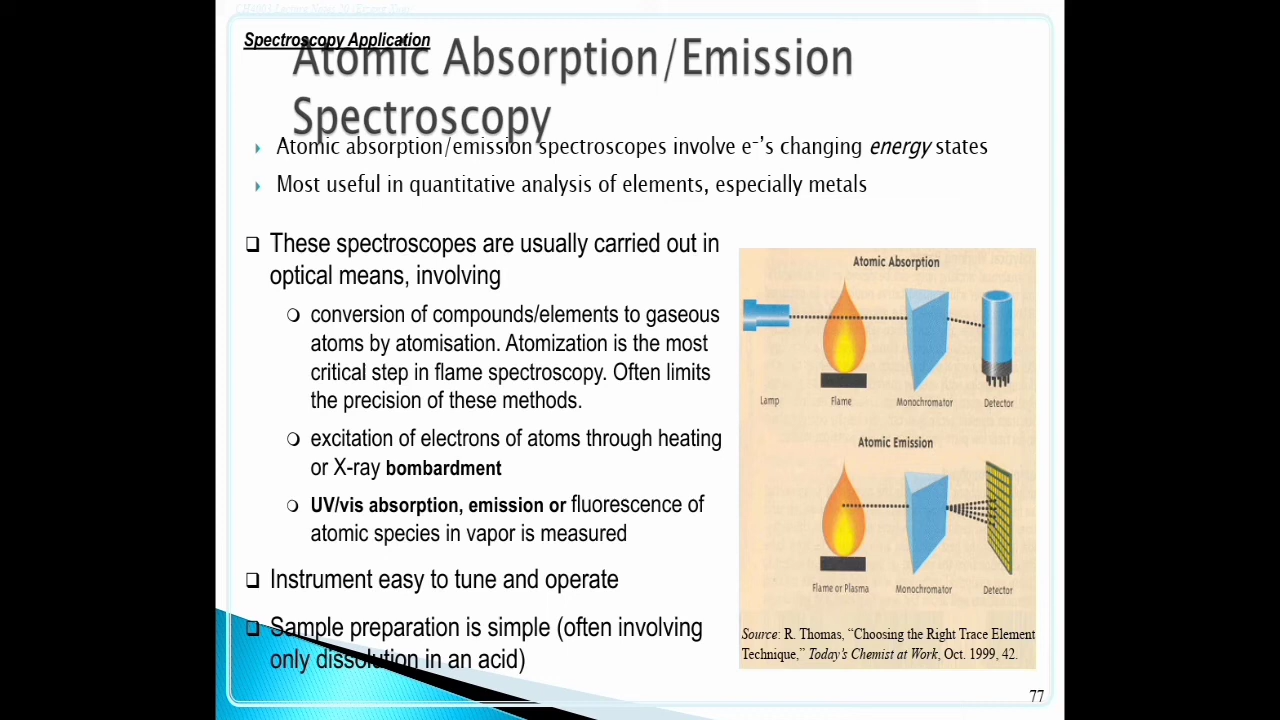 Spectroscopy Application
Atomic Absorption/Emission
Spectroscopy
Atomic absorption/emission spectroscopes involve e⁻'s changing energy states
Most useful in quantitative analysis of elements, especially metals
These spectroscopes are usually carried out in
optical means, involving
conversion of compounds/elements to gaseous
atoms by atomisation. Atomization is the most
critical step in flame spectroscopy. Often limits
the precision of these methods.
excitation of electrons of atoms through heating
or X-ray bombardment
UV/vis absorption, emission or fluorescence of
atomic species in vapor is measured
Instrument easy to tune and operate
Sample preparation is simple (often involving
only dissolution in an acid)
Atomic Absorption
Lamp Flame Monochromator Detector
Atomic Emission
Flame or Plasma Monochromator Detector
Source: R. Thomas, “Choosing the Right Trace Element
Technique,” Today's Chemist at Work, Oct. 1999, 42.
77